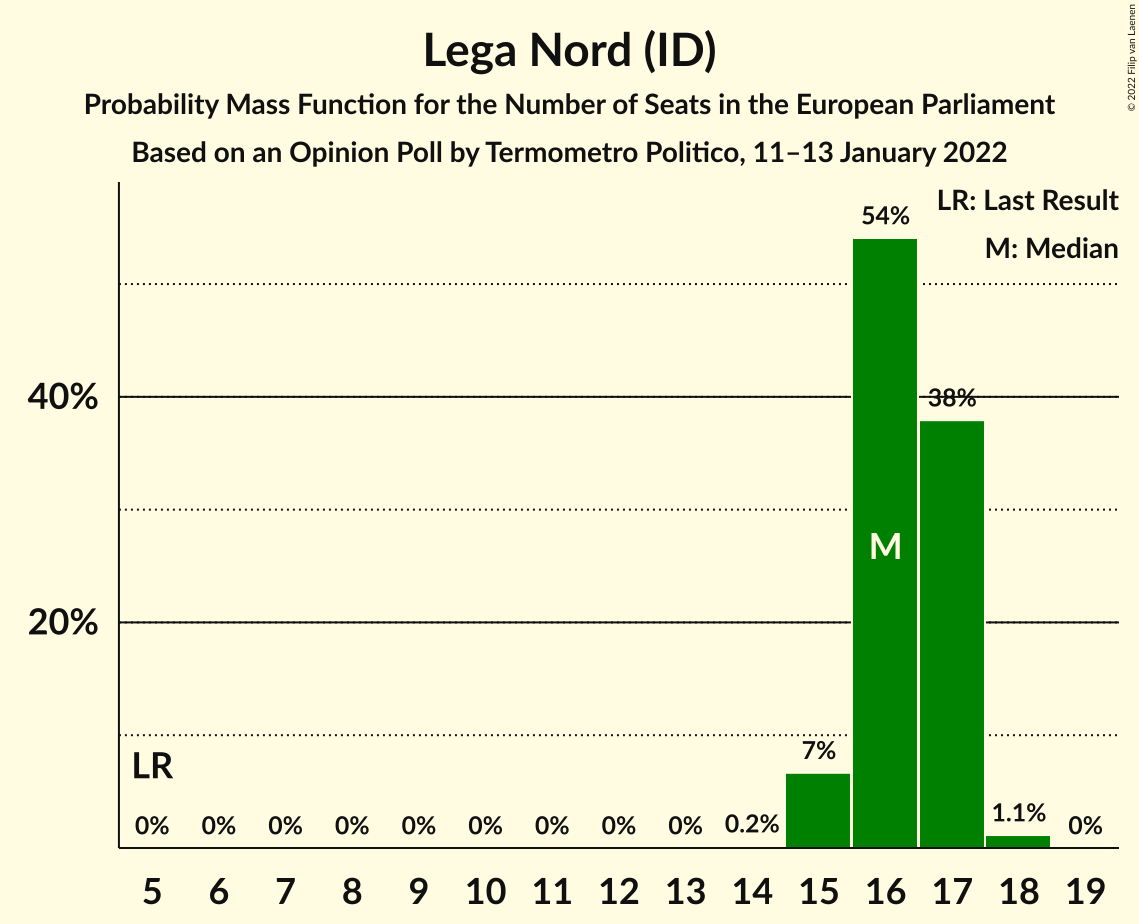 Lega Nord (ID)
Probability Mass Function for the Number of Seats in the European Parliament
Based on an Opinion Poll by Termometro Politico, 11–13 January 2022
© 2022 Filip van Laenen
LR: Last Result
M: Median
54%
40%
38%
M
20%
LR
7%
0% 0% 0% 0% 0% 0% 0% 0% 0% 0.2% 1.1% 0%
5 6 7 8 9 10 11 12 13 14 15 16 17 18 19